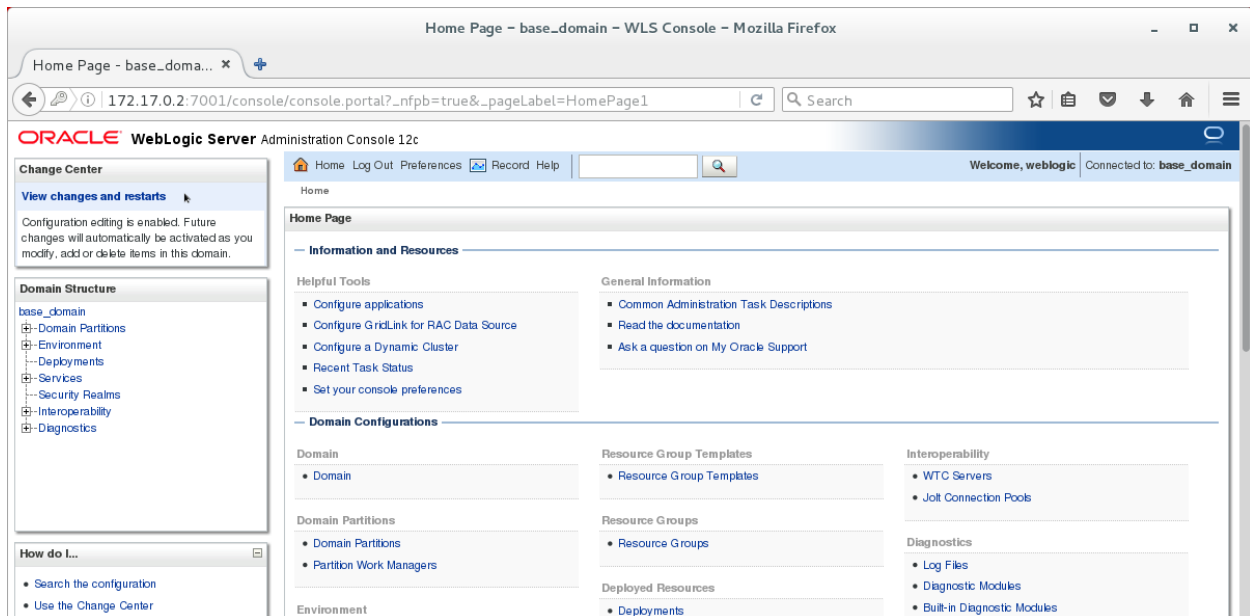 Home Page – base_domain – WLS Console – Mozilla Firefox
Home Page - base_doma...
172.17.0.2:7001/console/console.portal?_nfpb=true&_pageLabel=HomePage1
Search
ORACLE WebLogic Server Administration Console 12c
Change Center
View changes and restarts
Configuration editing is enabled. Future
changes will automatically be activated as you
modify, add or delete items in this domain.
Domain Structure
base_domain
Domain Partitions
Environment
Deployments
Services
Security Realms
Interoperability
Diagnostics
How do I...
Search the configuration
Use the Change Center
Home Log Out Preferences Record Help
Welcome, weblogic Connected to: base_domain
Home
Home Page
Information and Resources
Helpful Tools
Configure applications
Configure GridLink for RAC Data Source
Configure a Dynamic Cluster
Recent Task Status
Set your console preferences
General Information
Common Administration Task Descriptions
Read the documentation
Ask a question on My Oracle Support
Domain Configurations
Domain
Domain
Domain Partitions
Domain Partitions
Partition Work Managers
Environment
Resource Group Templates
Resource Group Templates
Resource Groups
Resource Groups
Deployed Resources
Deployments
Interoperability
WTC Servers
Jolt Connection Pools
Diagnostics
Log Files
Diagnostic Modules
Built-in Diagnostic Modules